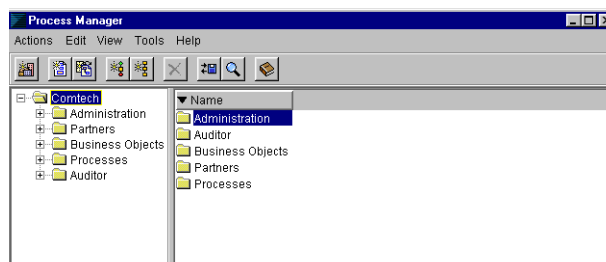 Process Manager
Actions Edit View Tools Help
Comtech
Administration
Partners
Business Objects
Processes
Auditor
Name
Administration
Auditor
Business Objects
Partners
Processes